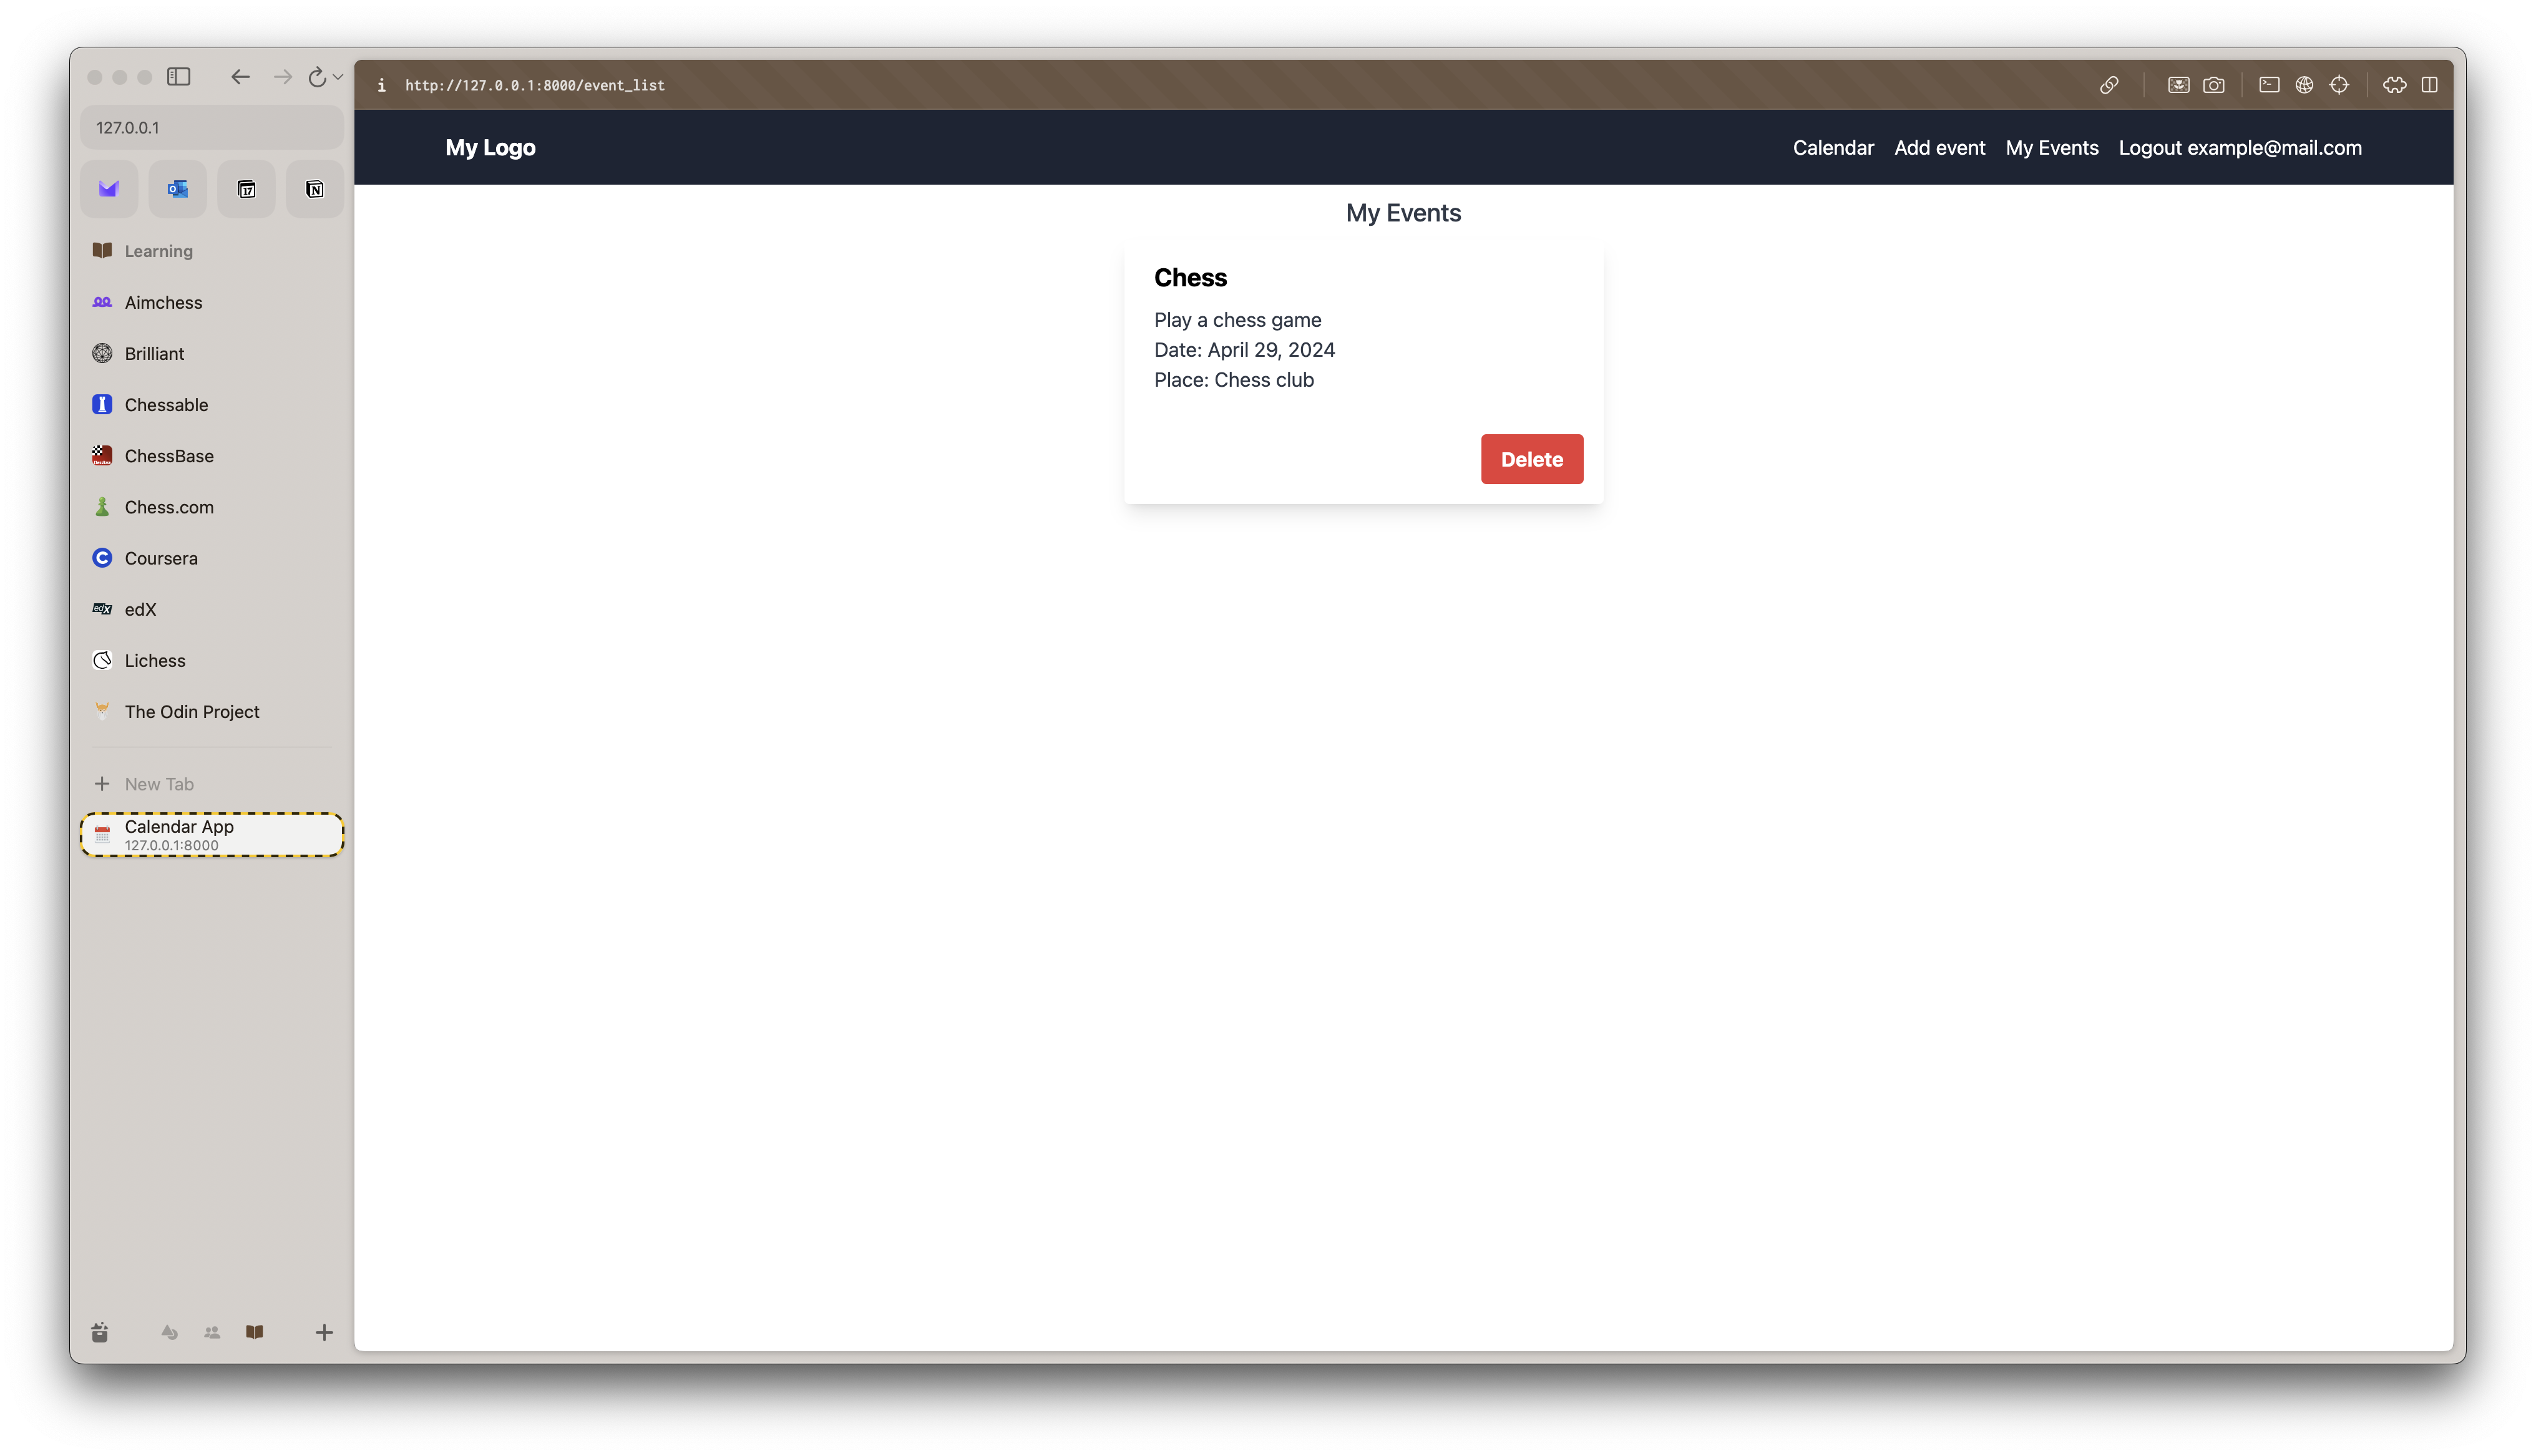 127.0.0.1
17
Learning
Aimchess
Brilliant
Chessable
ChessBase
Chess.com
Coursera
edX
Lichess
The Odin Project
New Tab
Calendar App
127.0.0.1:8000
http://127.0.0.1:8000/event_list
My Logo
Calendar
Add event
My Events
Logout example@mail.com
My Events
Chess
Play a chess game
Date: April 29, 2024
Place: Chess club
Delete